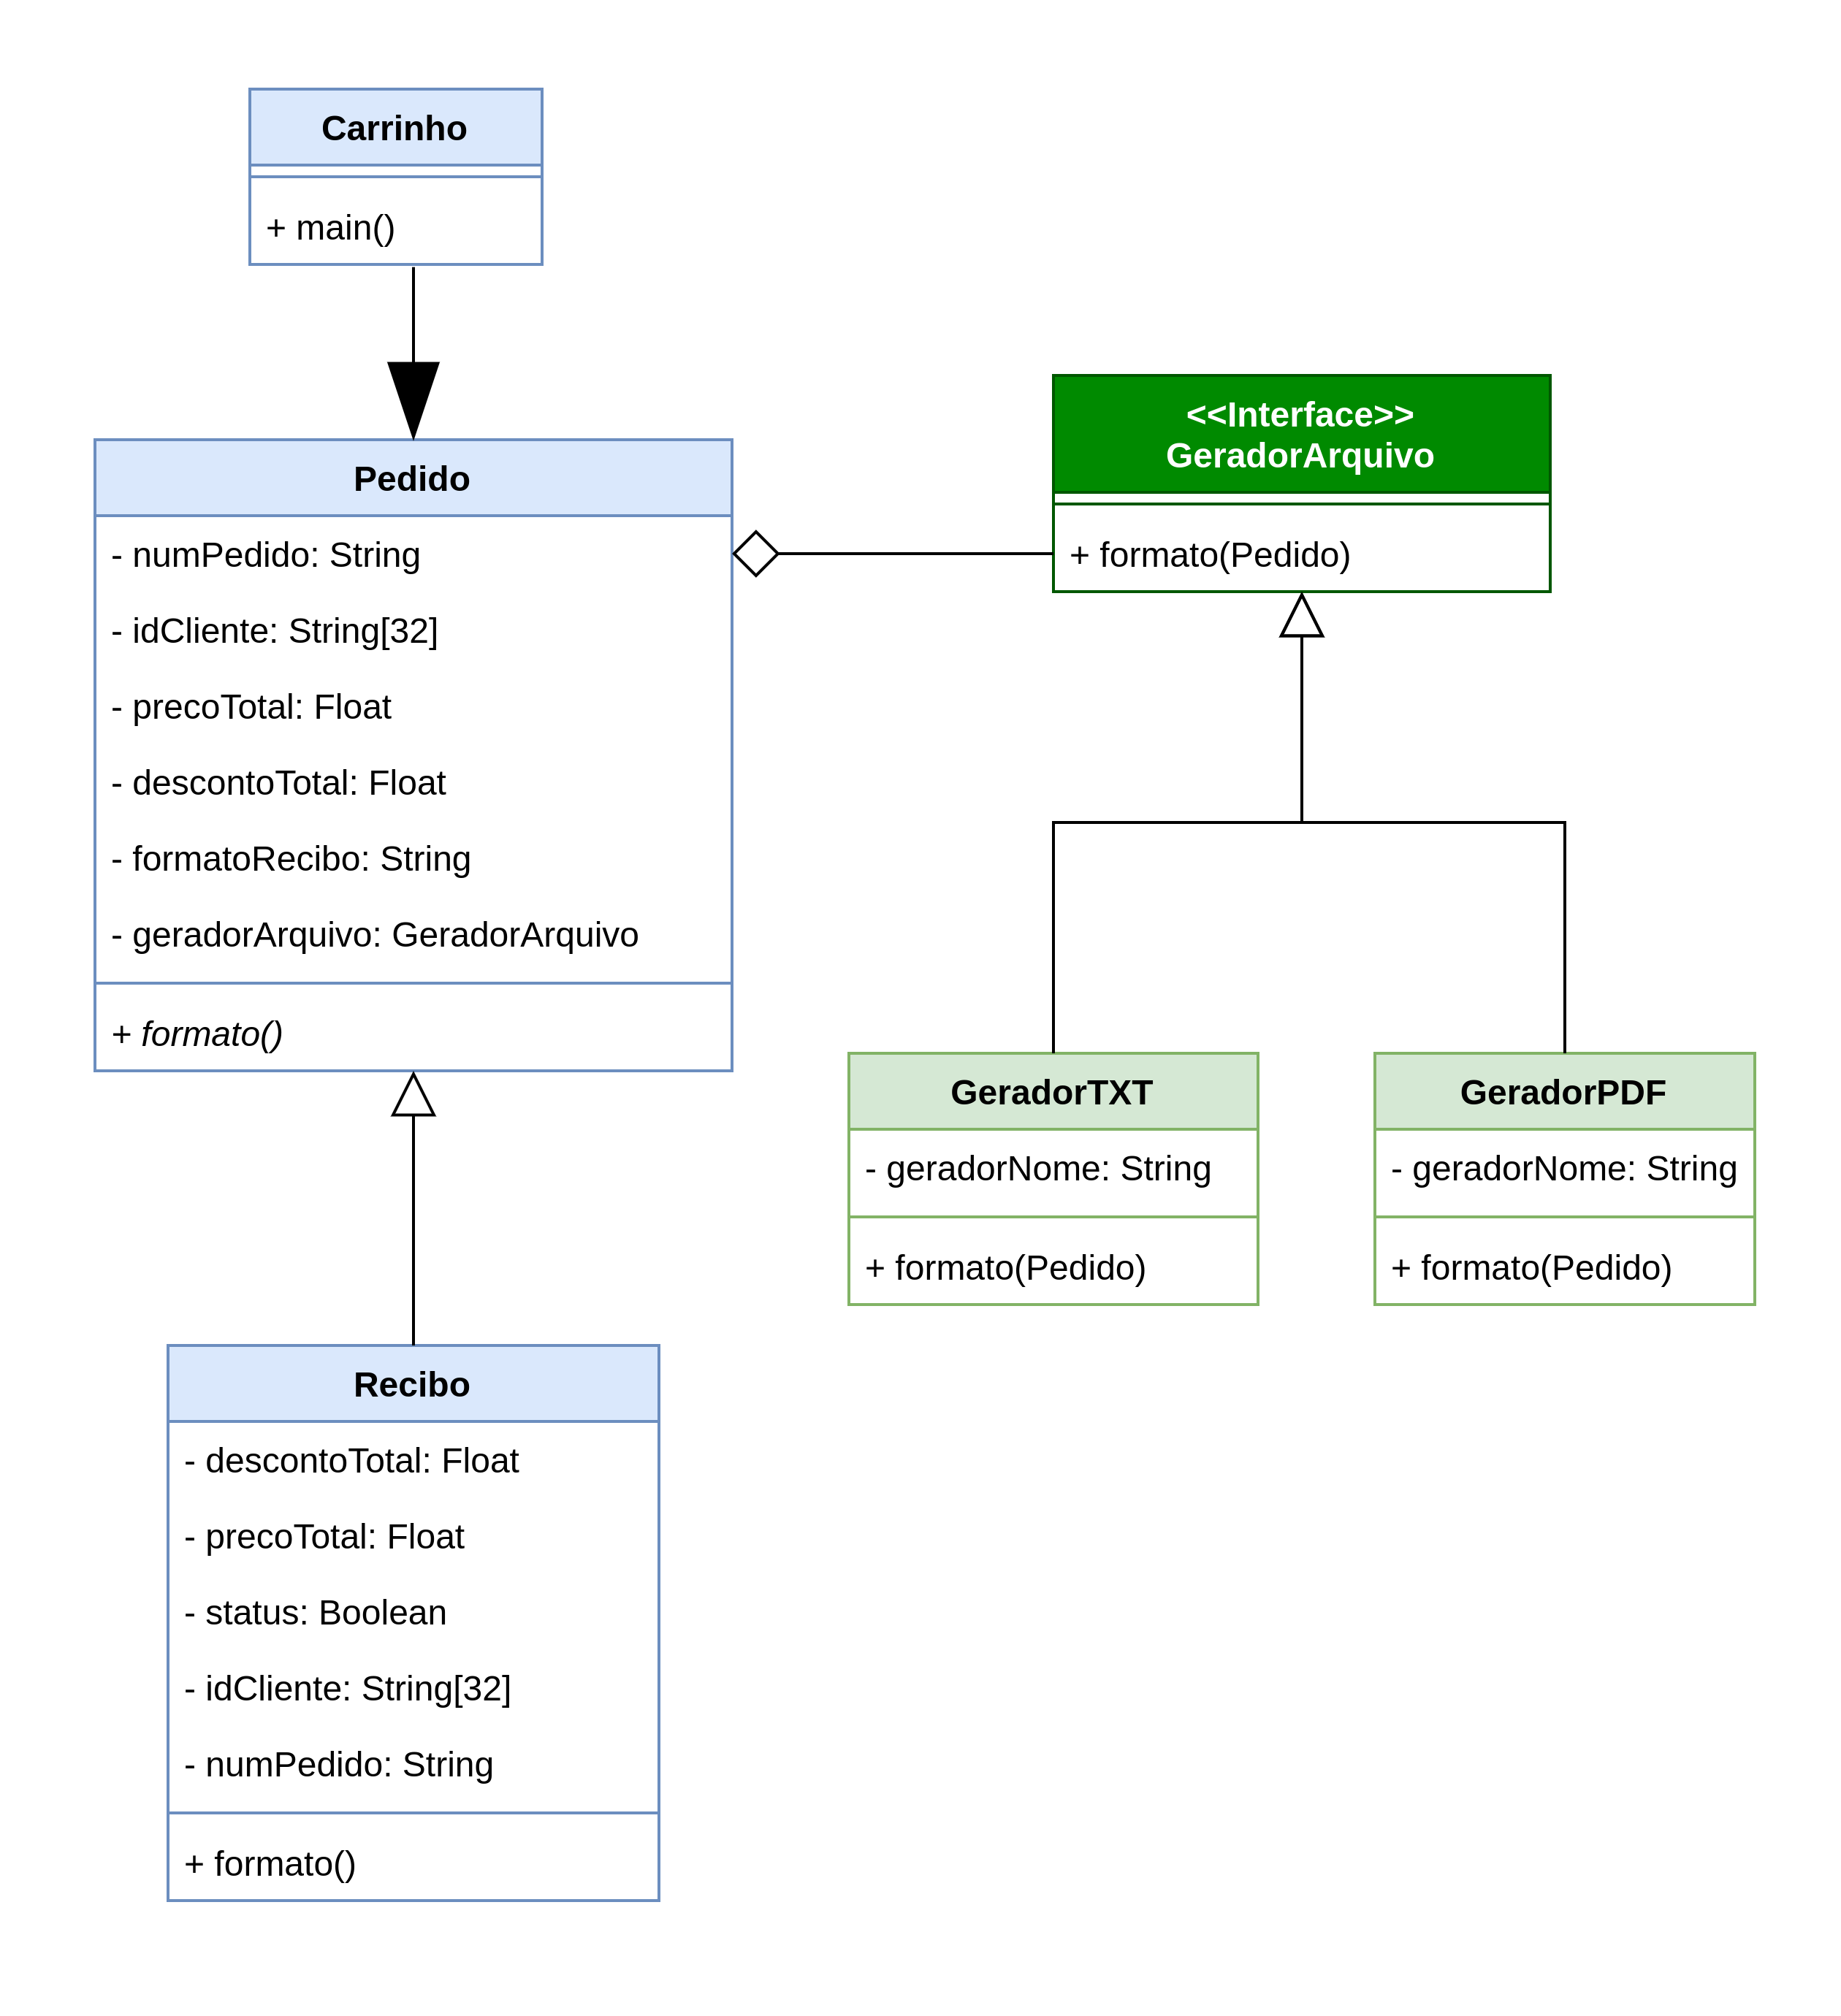 Carrinho
+ main()
Pedido
- numPedido: String
- idCliente: String[32]
- precoTotal: Float
- descontoTotal: Float
- formatoRecibo: String
- geradorArquivo: GeradorArquivo
+ formato()
<<Interface>>
GeradorArquivo
+ formato(Pedido)
GeradorTXT
- geradorNome: String
+ formato(Pedido)
GeradorPDF
- geradorNome: String
+ formato(Pedido)
Recibo
- descontoTotal: Float
- precoTotal: Float
- status: Boolean
- idCliente: String[32]
- numPedido: String
+ formato()